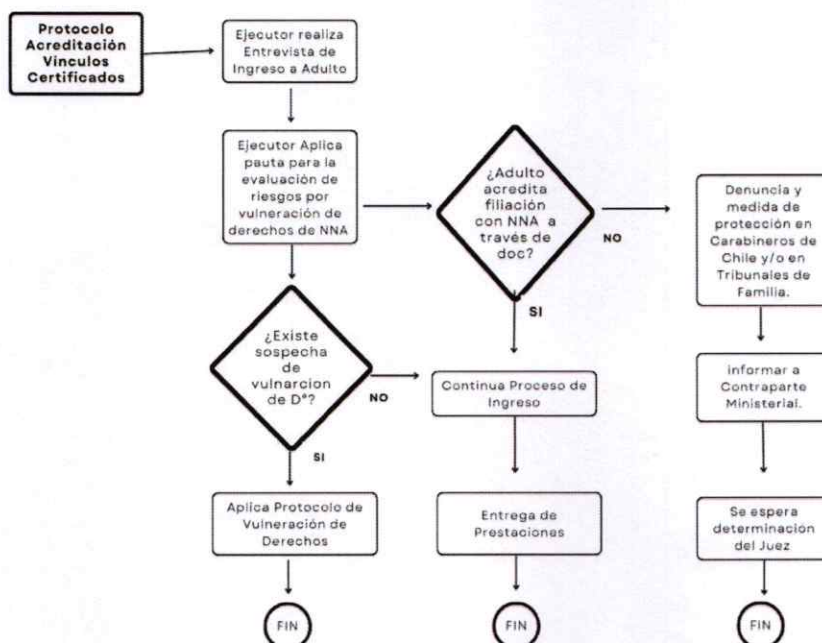 Protocolo
Acreditación
Vínculos
Certificados
Ejecutor realiza
Entrevista de
Ingreso a Adulto
Ejecutor Aplica
pauta para la
evaluación de
riesgos por
vulneración de
derechos de NNA
¿Adulto
acredita
filiación
con NNA a
través de
doc?
NO
SI
Denuncia y
medida de
protección en
Carabineros de
Chile y/o en
Tribunales de
Familia.
¿Existe
sospecha
de
vulnarcion
de D°?
NO
SI
Continua Proceso de
Ingreso
informar a
Contraparte
Ministerial.
Aplica Protocolo de
Vulneración de
Derechos
Entrega de
Prestaciones
Se espera
determinación
del Juez
FIN
FIN
FIN